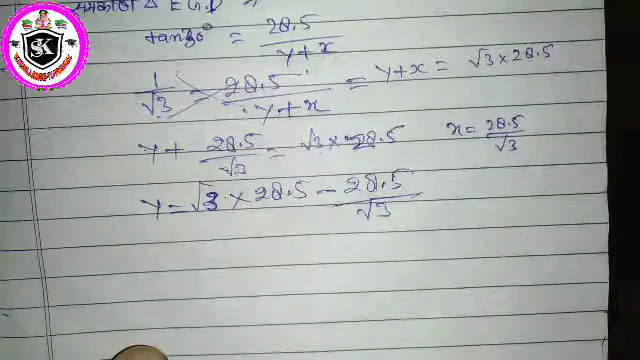 Δ EGD में
tan30° = 28.5 / y+x
1/√3 = 28.5 / y+x = y+x = √3 × 28.5
y + 28.5/√3 = √3 × 28.5 x = 28.5/√3
y = √3 × 28.5 - 28.5/√3
SK